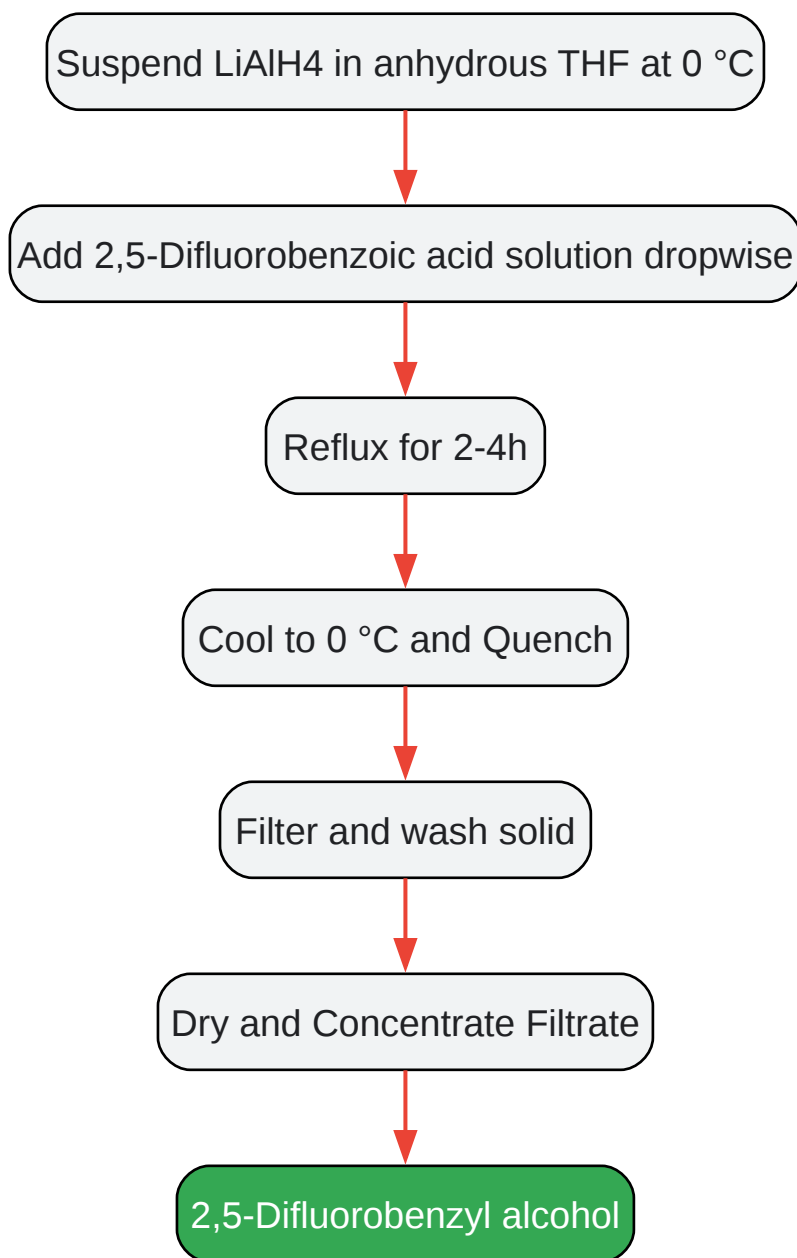 Suspend LiAlH4 in anhydrous THF at 0 °C
Add 2,5-Difluorobenzoic acid solution dropwise
Reflux for 2-4h
Cool to 0 °C and Quench
Filter and wash solid
Dry and Concentrate Filtrate
2,5-Difluorobenzyl alcohol